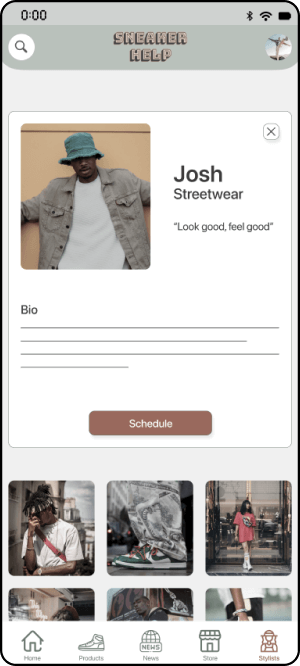 0:00
SNEAKER
HELP
Josh
Streetwear
“Look good, feel good”
Bio
Schedule
NEWS
Home
Products
News
Store
Stylists